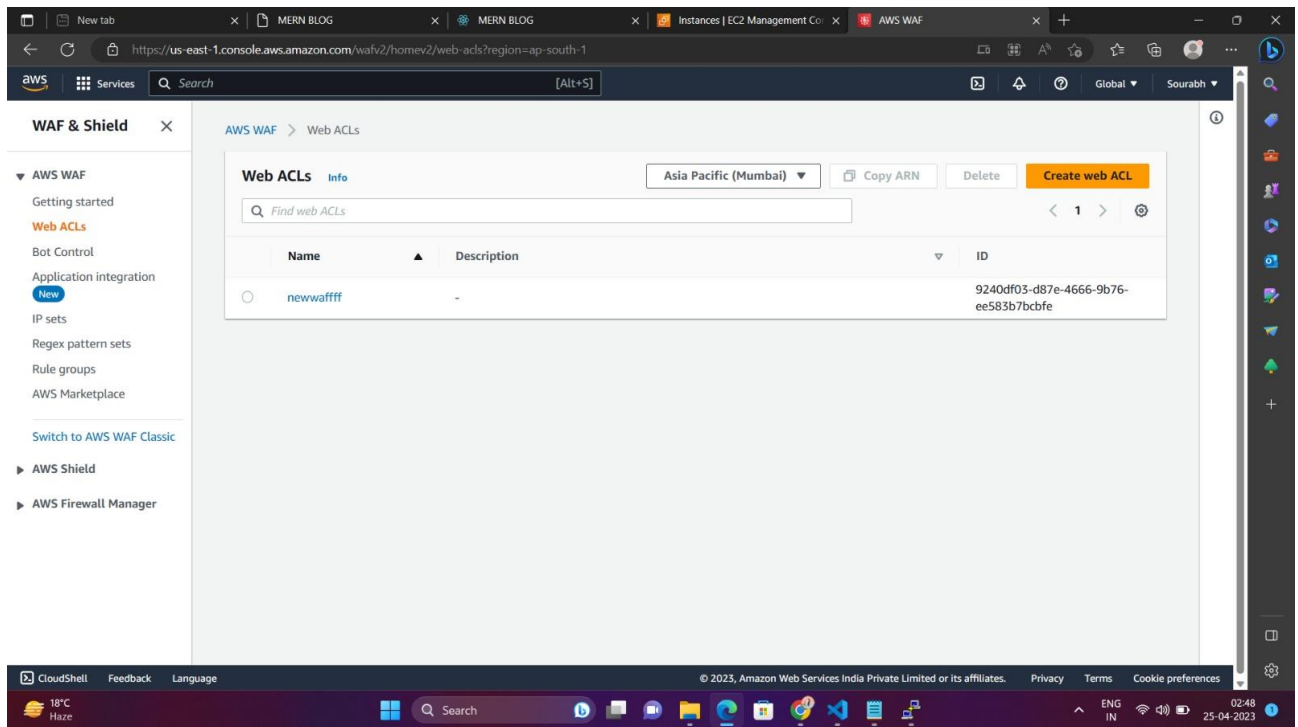 New tab
MERN BLOG
MERN BLOG
Instances | EC2 Management Cor
AWS WAF
https://us-east-1.console.aws.amazon.com/wafv2/homev2/web-acls?region=ap-south-1
aws
Services
Search
[Alt+S]
Global
Sourabh
WAF & Shield
AWS WAF
Getting started
Web ACLs
Bot Control
Application integration
New
IP sets
Regex pattern sets
Rule groups
AWS Marketplace
Switch to AWS WAF Classic
AWS Shield
AWS Firewall Manager
AWS WAF > Web ACLs
Web ACLs Info
Asia Pacific (Mumbai)
Copy ARN
Delete
Create web ACL
Find web ACLs
< 1 >
Name
Description
ID
newwaffff
-
9240df03-d87e-4666-9b76-
ee583b7bcbfe
CloudShell
Feedback
Language
© 2023, Amazon Web Services India Private Limited or its affiliates.
Privacy
Terms
Cookie preferences
18°C
Haze
Search
ENG
IN
02:48
25-04-2023
1